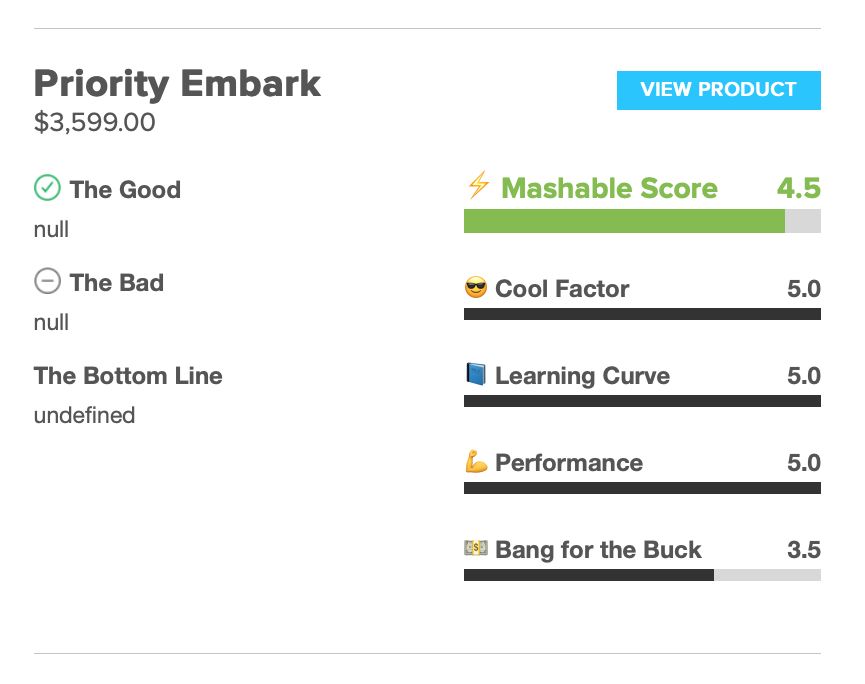 Priority Embark
$3,599.00
VIEW PRODUCT
The Good
null
The Bad
null
The Bottom Line
undefined
Mashable Score 4.5
Cool Factor 5.0
Learning Curve 5.0
Performance 5.0
Bang for the Buck 3.5